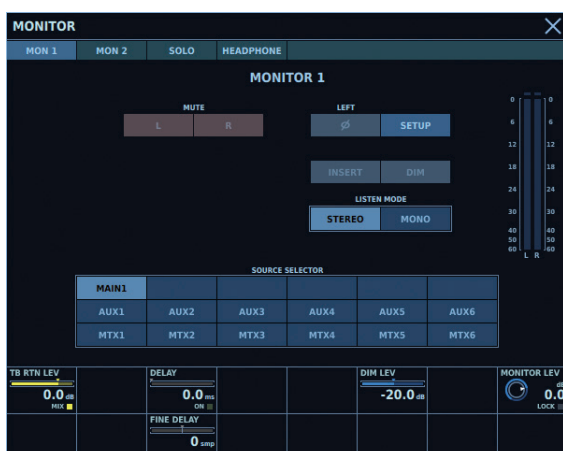 MONITOR
MON 1 MON 2 SOLO HEADPHONE
MONITOR 1
MUTE LEFT
L R Ø SETUP
INSERT DIM
LISTEN MODE
STEREO MONO
0 0
6 6
12 12
18 18
24 24
30 30
40 40
50 50
60 60
L R
SOURCE SELECTOR
MAIN1
AUX1 AUX2 AUX3 AUX4 AUX5 AUX6
MTX1 MTX2 MTX3 MTX4 MTX5 MTX6
TB RTN LEV DELAY DIM LEV MONITOR LEV
0.0 dB 0.0 ms -20.0 dB 0.0 dB
MIX ON LOCK
FINE DELAY
0 smp